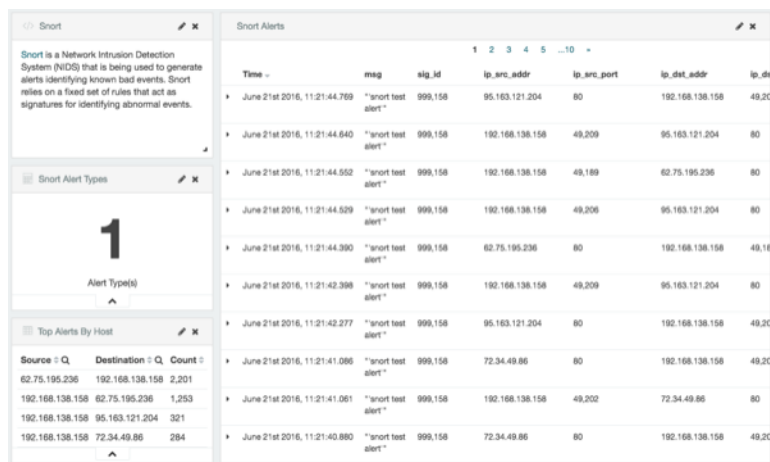 Snort
Snort is a Network Intrusion Detection
System (NIDS) that is being used to generate
alerts identifying known bad events. Snort
relies on a fixed set of rules that act as
signatures for identifying abnormal events.
Snort Alert Types
1
Alert Type(s)
Top Alerts By Host
Source Destination Count
62.75.195.236 192.168.138.158 2,201
192.168.138.158 62.75.195.236 1,253
192.168.138.158 95.163.121.204 321
192.168.138.158 72.34.49.86 284
Snort Alerts
1 2 3 4 5 ...10 »
Time msg sig_id ip_src_addr ip_src_port ip_dst_addr ip_ds
June 21st 2016, 11:21:44.769 "'snort test alert'" 999,158 95.163.121.204 80 192.168.138.158 49,20
June 21st 2016, 11:21:44.640 "'snort test alert'" 999,158 192.168.138.158 49,209 95.163.121.204 80
June 21st 2016, 11:21:44.552 "'snort test alert'" 999,158 192.168.138.158 49,189 62.75.195.236 80
June 21st 2016, 11:21:44.529 "'snort test alert'" 999,158 192.168.138.158 49,206 95.163.121.204 80
June 21st 2016, 11:21:44.390 "'snort test alert'" 999,158 62.75.195.236 80 192.168.138.158 49,18
June 21st 2016, 11:21:42.398 "'snort test alert'" 999,158 192.168.138.158 49,209 95.163.121.204 80
June 21st 2016, 11:21:42.277 "'snort test alert'" 999,158 95.163.121.204 80 192.168.138.158 49,20
June 21st 2016, 11:21:41.086 "'snort test alert'" 999,158 72.34.49.86 80 192.168.138.158 49,20
June 21st 2016, 11:21:41.061 "'snort test alert'" 999,158 192.168.138.158 49,202 72.34.49.86 80
June 21st 2016, 11:21:40.880 "'snort test alert'" 999,158 72.34.49.86 80 192.168.138.158 49,20